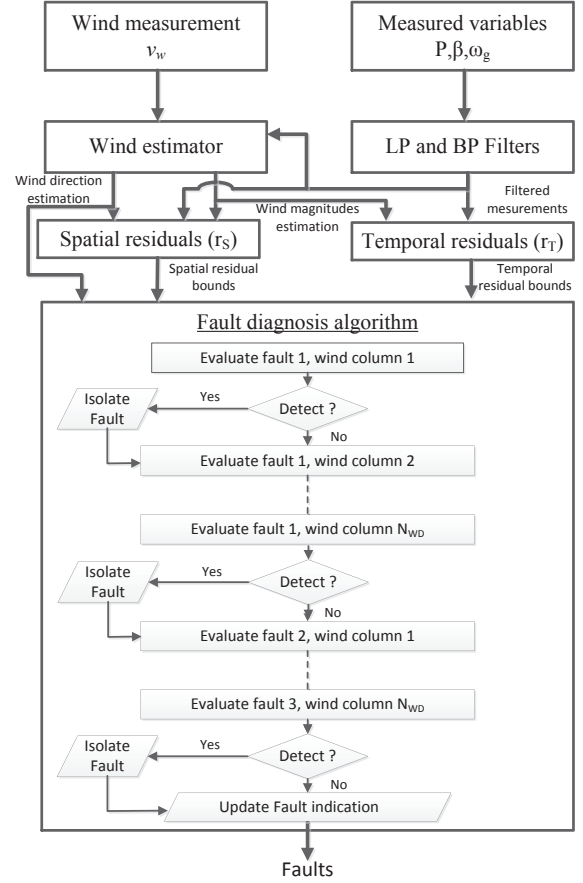 Wind measurement
v_w
Measured variables
P,β,ω_g
Wind estimator
LP and BP Filters
Wind direction
estimation
Wind magnitudes
estimation
Filtered
mesurements
Spatial residuals (r_S)
Temporal residuals (r_T)
Spatial residual
bounds
Temporal
residual bounds
Fault diagnosis algorithm
Evaluate fault 1, wind column 1
Isolate
Fault
Yes
Detect ?
No
Evaluate fault 1, wind column 2
Evaluate fault 1, wind column N_WD
Isolate
Fault
Yes
Detect ?
No
Evaluate fault 2, wind column 1
Evaluate fault 3, wind column N_WD
Isolate
Fault
Yes
Detect ?
No
Update Fault indication
Faults